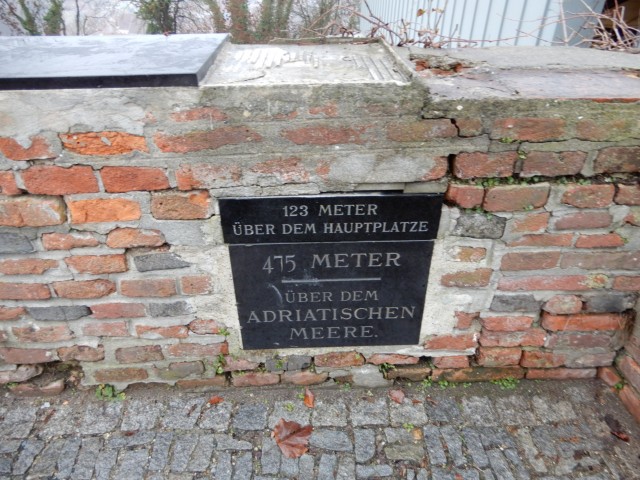 123 METER
ÜBER DEM HAUPTPLATZE
475 METER
ÜBER DEM
ADRIATISCHEN
MEERE.